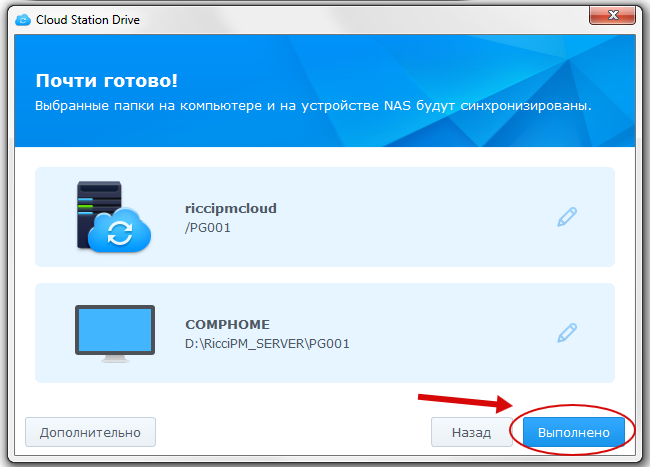 Cloud Station Drive
Почти готово!
Выбранные папки на компьютере и на устройстве NAS будут синхронизированы.
riccipmcloud
/PG001
COMPHOME
D:\RicciPM_SERVER\PG001
Дополнительно
Назад
Выполнено